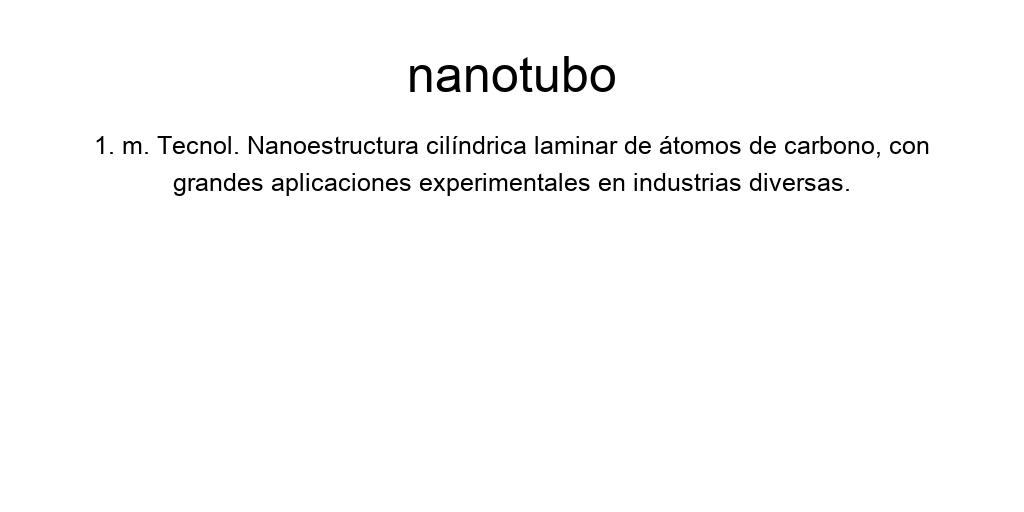 nanotubo
1. m. Tecnol. Nanoestructura cilíndrica laminar de átomos de carbono, con
grandes aplicaciones experimentales en industrias diversas.